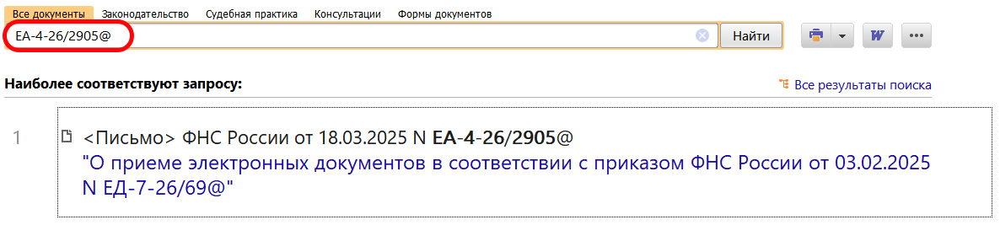 Все документы Законодательство Судебная практика Консультации Формы документов
ЕА-4-26/2905@ Найти W
Наиболее соответствуют запросу: Все результаты поиска
1 <Письмо> ФНС России от 18.03.2025 N ЕА-4-26/2905@
"О приеме электронных документов в соответствии с приказом ФНС России от 03.02.2025
N ЕД-7-26/69@"